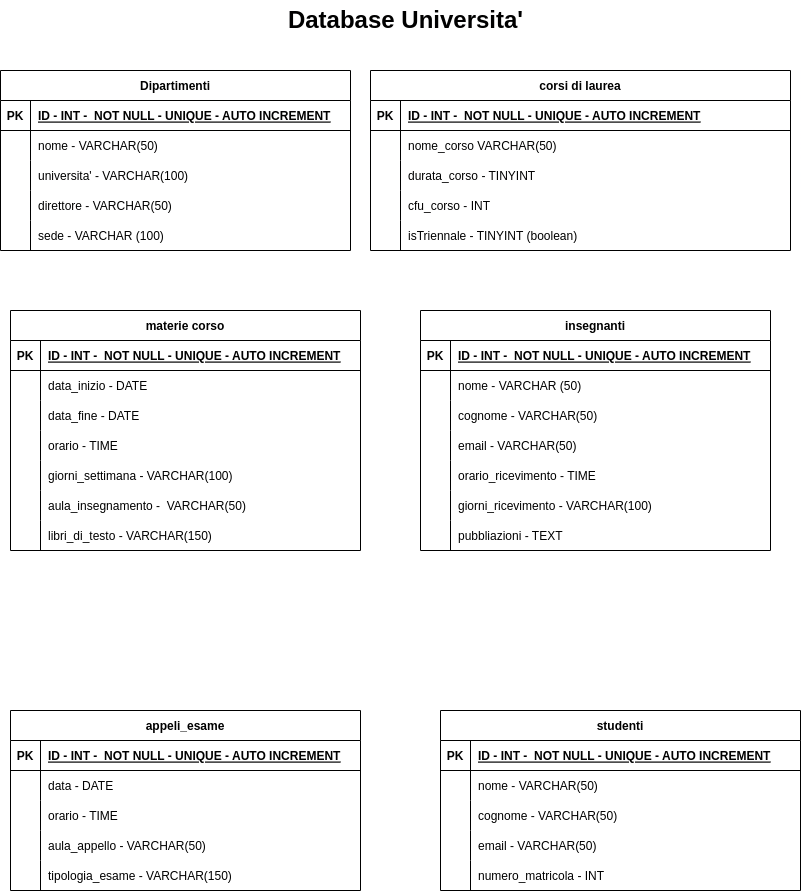 Database Universita'
Dipartimenti
PK ID - INT -  NOT NULL - UNIQUE - AUTO INCREMENT
nome - VARCHAR(50)
universita' - VARCHAR(100)
direttore - VARCHAR(50)
sede - VARCHAR (100)
corsi di laurea
PK ID - INT -  NOT NULL - UNIQUE - AUTO INCREMENT
nome_corso VARCHAR(50)
durata_corso - TINYINT
cfu_corso - INT
isTriennale - TINYINT (boolean)
materie corso
PK ID - INT -  NOT NULL - UNIQUE - AUTO INCREMENT
data_inizio - DATE
data_fine - DATE
orario - TIME
giorni_settimana - VARCHAR(100)
aula_insegnamento -  VARCHAR(50)
libri_di_testo - VARCHAR(150)
insegnanti
PK ID - INT -  NOT NULL - UNIQUE - AUTO INCREMENT
nome - VARCHAR (50)
cognome - VARCHAR(50)
email - VARCHAR(50)
orario_ricevimento - TIME
giorni_ricevimento - VARCHAR(100)
pubbliazioni - TEXT
appeli_esame
PK ID - INT -  NOT NULL - UNIQUE - AUTO INCREMENT
data - DATE
orario - TIME
aula_appello - VARCHAR(50)
tipologia_esame - VARCHAR(150)
studenti
PK ID - INT -  NOT NULL - UNIQUE - AUTO INCREMENT
nome - VARCHAR(50)
cognome - VARCHAR(50)
email - VARCHAR(50)
numero_matricola - INT